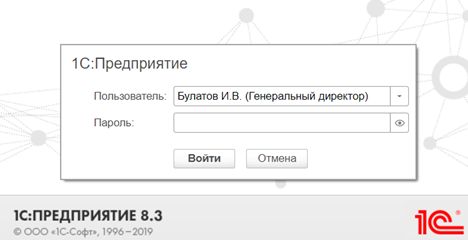 1С:Предприятие
Пользователь: Булатов И.В. (Генеральный директор)
Пароль:
Войти Отмена
1С:ПРЕДПРИЯТИЕ 8.3
© ООО «1С-Софт», 1996–2019
1С®